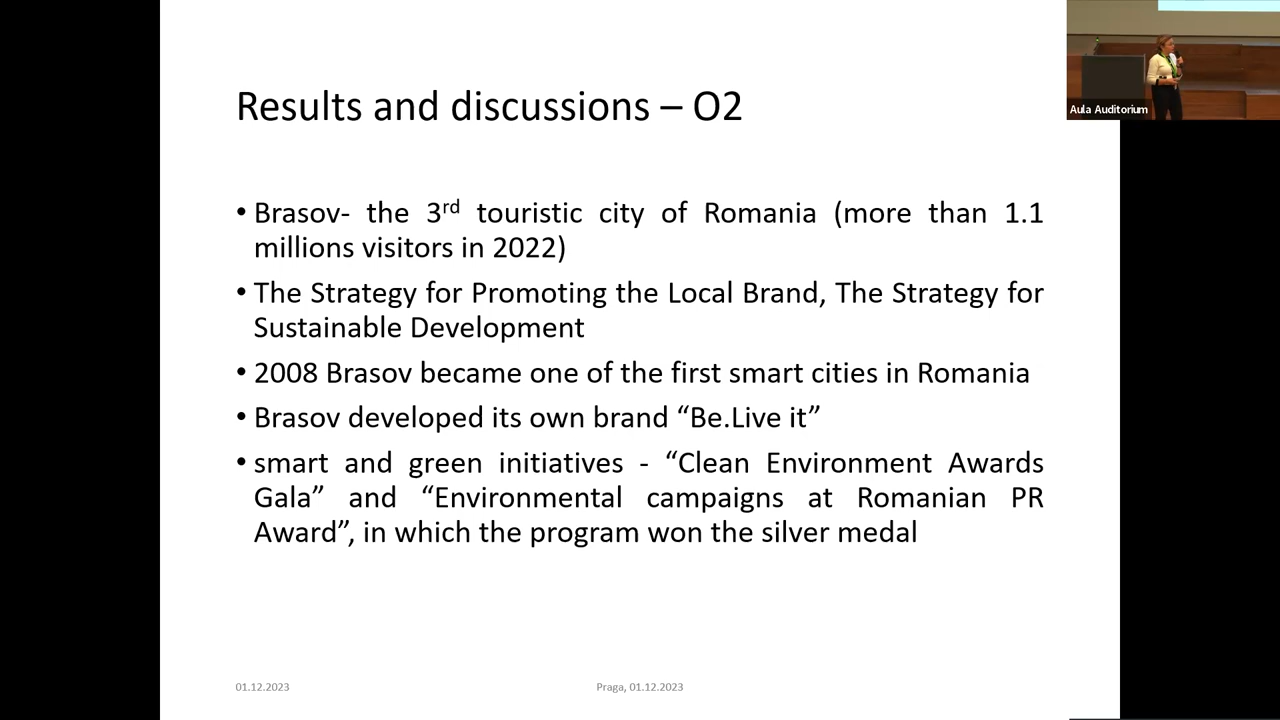 Results and discussions – O2
Aula Auditorium
• Brasov- the 3rd touristic city of Romania (more than 1.1
millions visitors in 2022)
• The Strategy for Promoting the Local Brand, The Strategy for
Sustainable Development
• 2008 Brasov became one of the first smart cities in Romania
• Brasov developed its own brand “Be.Live it”
• smart and green initiatives - “Clean Environment Awards
Gala” and “Environmental campaigns at Romanian PR
Award”, in which the program won the silver medal
01.12.2023
Praga, 01.12.2023